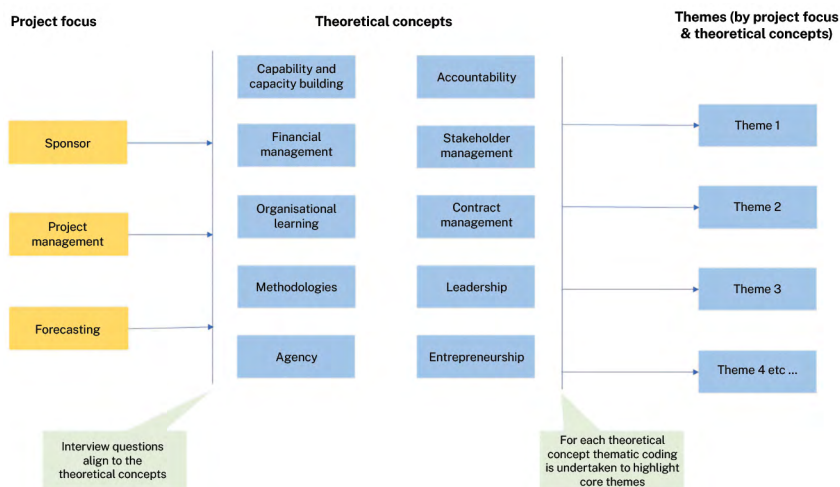 Project focus
Theoretical concepts
Themes (by project focus
& theoretical concepts)
Sponsor
Project
management
Forecasting
Capability and
capacity building
Financial
management
Organisational
learning
Methodologies
Agency
Accountability
Stakeholder
management
Contract
management
Leadership
Entrepreneurship
Theme 1
Theme 2
Theme 3
Theme 4 etc ...
Interview questions
align to the
theoretical concepts
For each theoretical
concept thematic coding
is undertaken to highlight
core themes